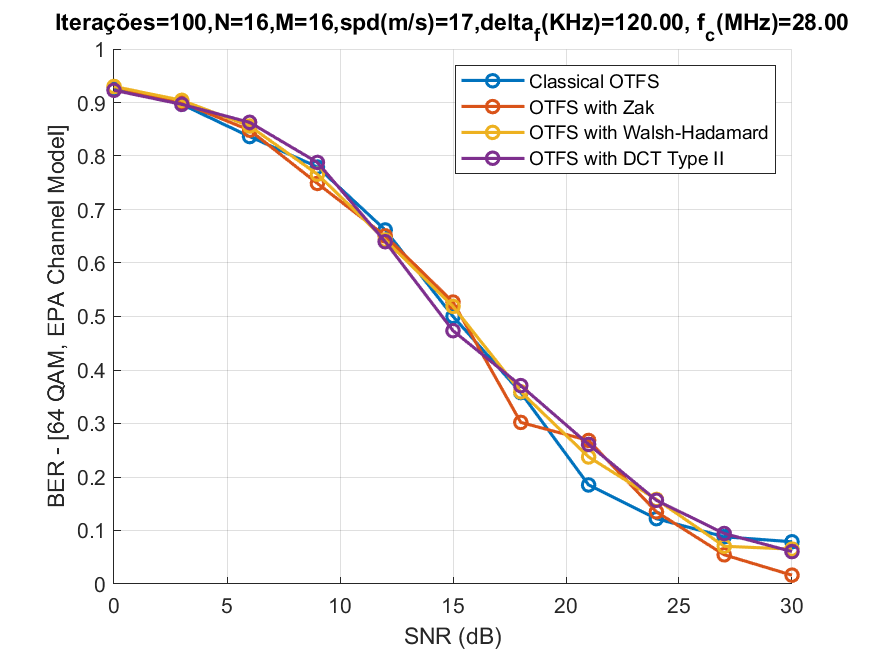 Iterações=100,N=16,M=16,spd(m/s)=17,delta_f(KHz)=120.00, f_c(MHz)=28.00
1
0.9
0.8
0.7
0.6
0.5
0.4
0.3
0.2
0.1
0
BER - [64 QAM, EPA Channel Model]
Classical OTFS
OTFS with Zak
OTFS with Walsh-Hadamard
OTFS with DCT Type II
0 5 10 15 20 25 30
SNR (dB)